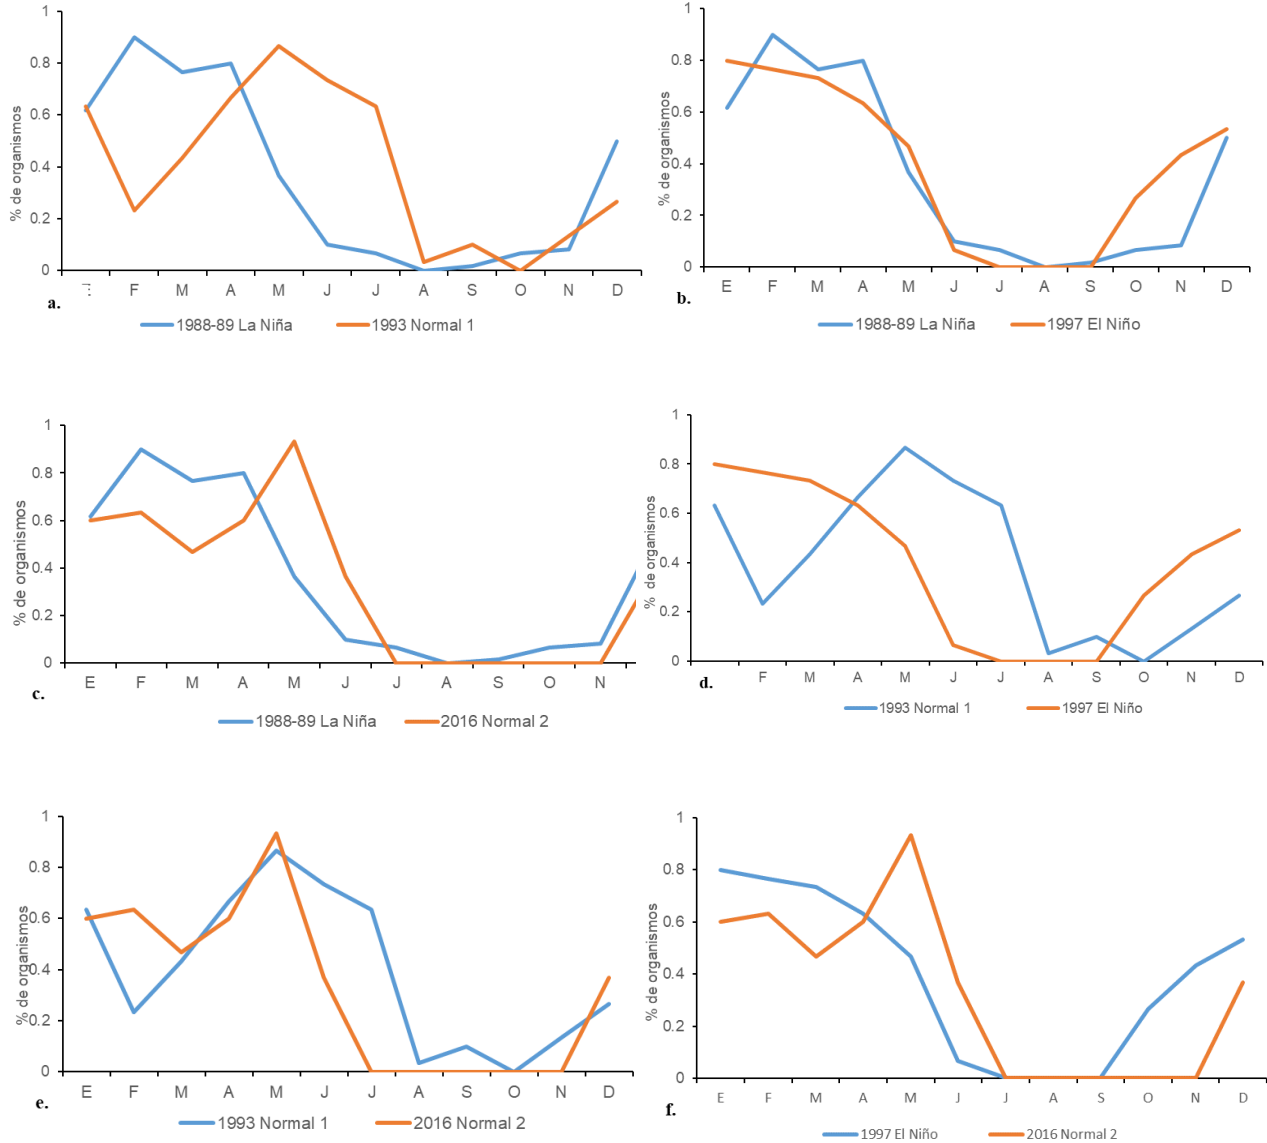 1
0.8
0.6
0.4
0.2
0
% de organismos
F M A M J J A S O N D
a.
1988-89 La Niña 1993 Normal 1
1
0.8
0.6
0.4
0.2
0
% de organismos
E F M A M J J A S O N D
b.
1988-89 La Niña 1997 El Niño
1
0.8
0.6
0.4
0.2
0
% de organismos
E F M A M J J A S O N
c.
1988-89 La Niña 2016 Normal 2
1
0.8
0.6
0.4
0.2
0
% de organismos
F M A M J J A S O N D
d.
1993 Normal 1 1997 El Niño
1
0.8
0.6
0.4
0.2
0
% de organismos
E F M A M J J A S O N D
e.
1993 Normal 1 2016 Normal 2
1
0.8
0.6
0.4
0.2
0
% de organismos
E F M A M J J A S O N D
f.
1997 El Niño 2016 Normal 2